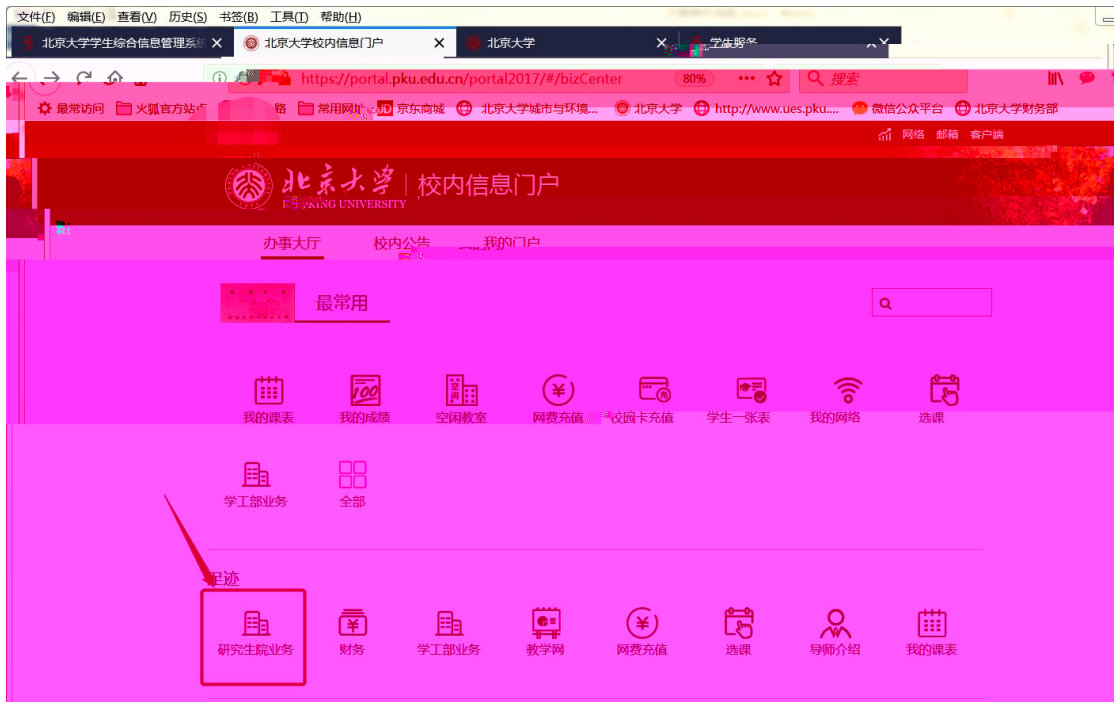 文件(F) 编辑(E) 查看(V) 历史(S) 书签(B) 工具(T) 帮助(H)
北京大学学生综合信息管理系统 × 北京大学校内信息门户 × 北京大学 × 学生服务 ×
https://portal.pku.edu.cn/portal2017/#/bizCenter 80% ••• 搜索
最常访问 火狐官方站点 常用网址 JD 京东商城 北京大学城市与环境... 北京大学 http://www.ues.pku.... 微信公众平台 北京大学财务部
网络 邮箱 客户端
北京大学 校内信息门户
PEKING UNIVERSITY
办事大厅 校内公告 我的门户
最常用
100 空闲 ¥
我的课表 我的成绩 空闲教室 网费充值 校园卡充值 学生一张表 我的网络 选课
学工部业务 全部
足迹
¥ ¥
研究生院业务 财务 学工部业务 教学网 网费充值 选课 导师介绍 我的课表